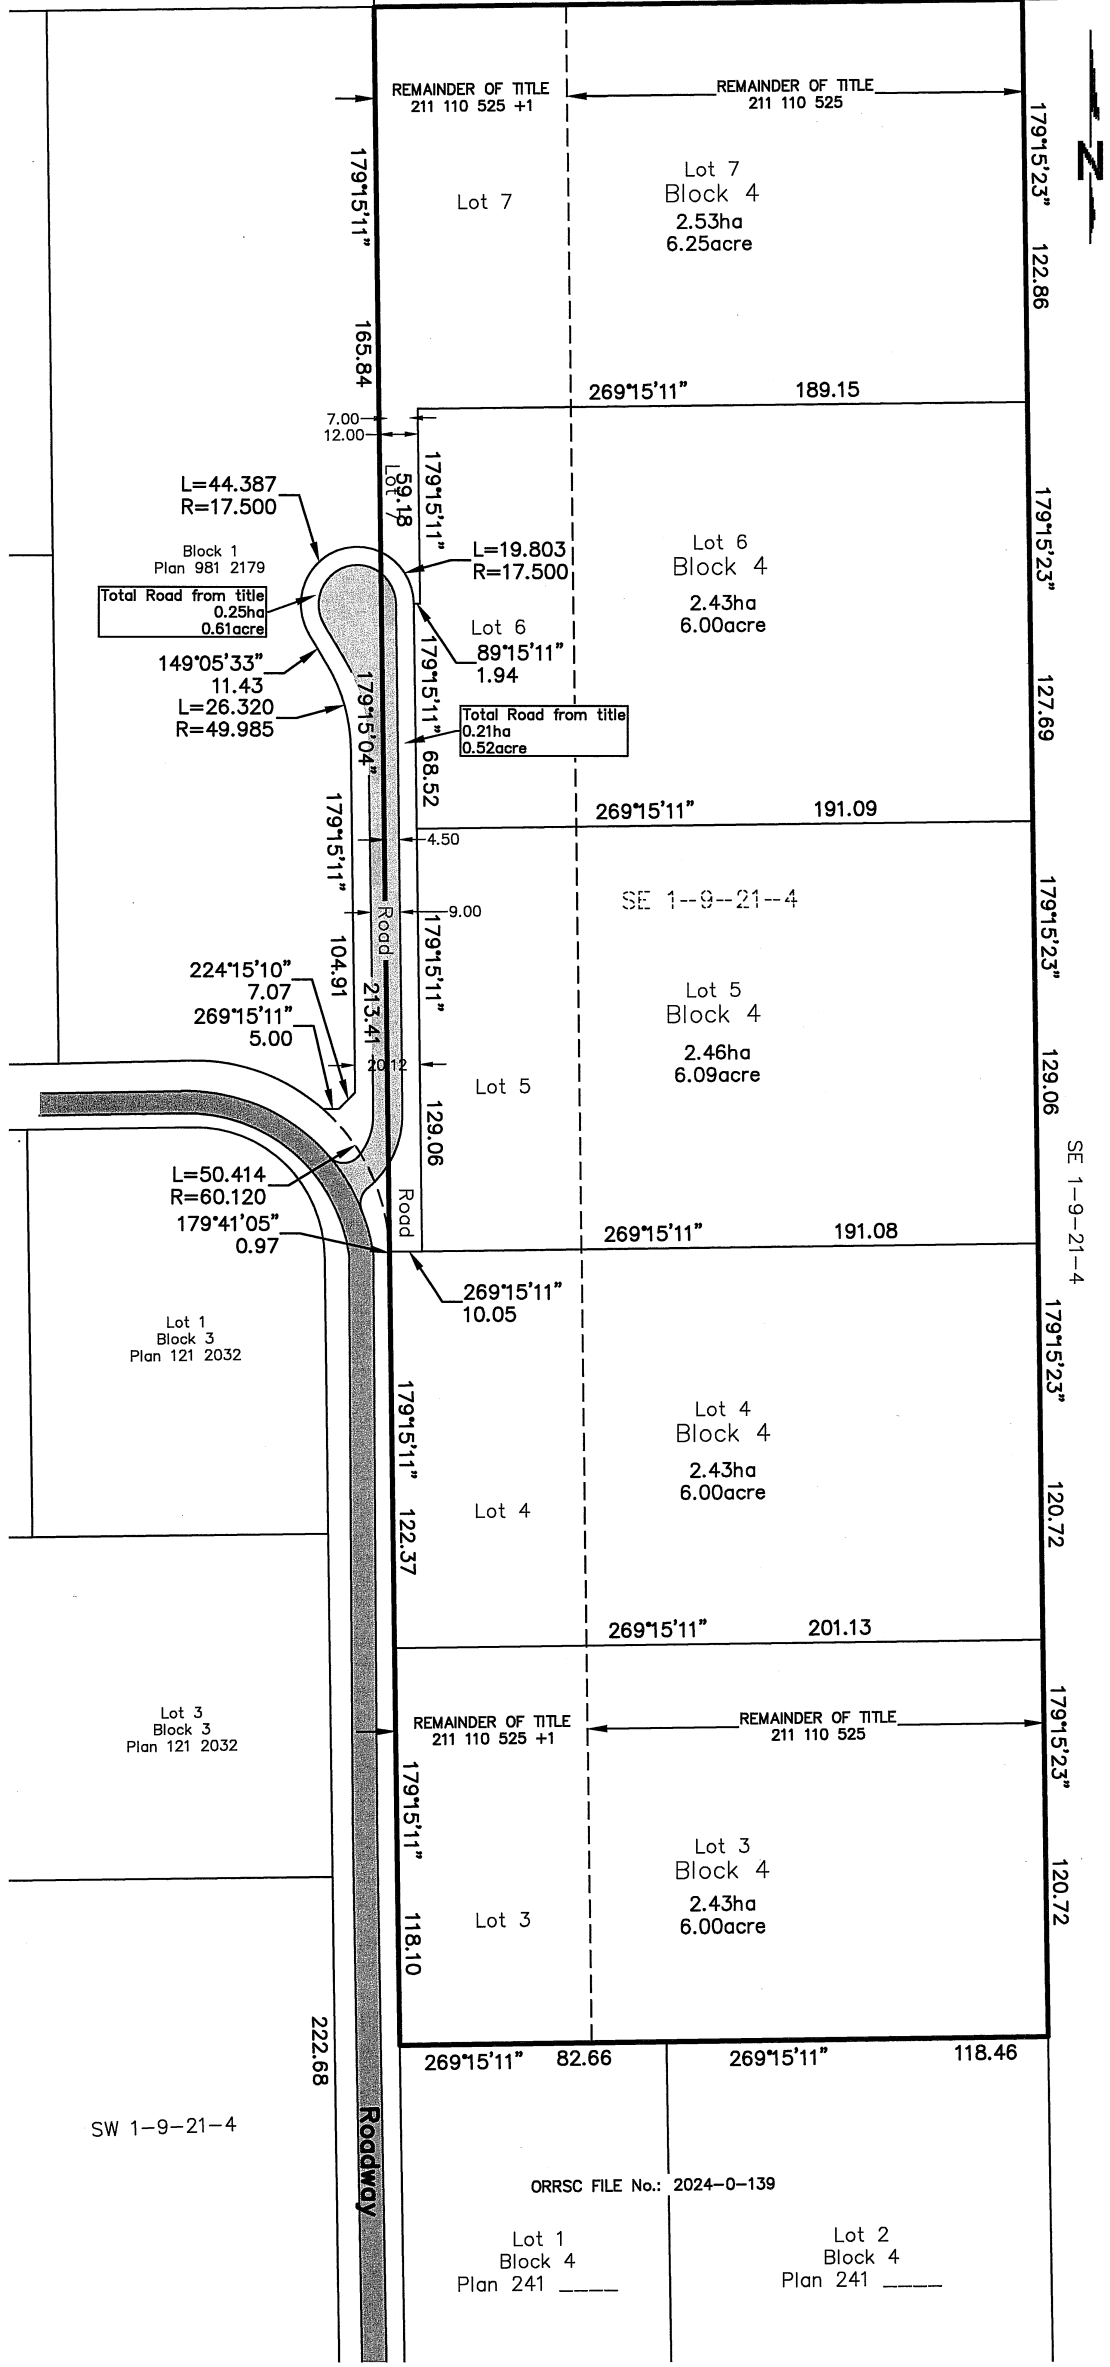 REMAINDER OF TITLE
211 110 525 +1
REMAINDER OF TITLE
211 110 525
N
179°15'11"
165.84
Lot 7
Lot 7
Block 4
2.53ha
6.25acre
179°15'23"
122.86
269°15'11" 189.15
7.00
12.00
Lot 7
59.18
179°15'11"
L=44.387
R=17.500
L=19.803
R=17.500
Block 1
Plan 981 2179
Total Road from title
0.25ha
0.61acre
Lot 6
Block 4
2.43ha
6.00acre
179°15'23"
127.69
Lot 6
89°15'11"
1.94
149°05'33"
11.43
L=26.320
R=49.985
179°15'04"
179°15'11" 68.52
Total Road from title
0.21ha
0.52acre
269°15'11" 191.09
179°15'11"
104.91
4.50
9.00
Road
213.41
179°15'11"
129.06
SE 1-9-21-4
224°15'10"
7.07
269°15'11"
5.00
20.12
Lot 5
Lot 5
Block 4
2.46ha
6.09acre
179°15'23"
129.06
SE 1-9-21-4
L=50.414
R=60.120
179°41'05"
0.97
Road
269°15'11" 191.08
269°15'11"
10.05
Lot 1
Block 3
Plan 121 2032
179°15'11"
122.37
Lot 4
Lot 4
Block 4
2.43ha
6.00acre
179°15'23"
120.72
269°15'11" 201.13
Lot 3
Block 3
Plan 121 2032
REMAINDER OF TITLE
211 110 525 +1
REMAINDER OF TITLE
211 110 525
179°15'11"
118.10
Lot 3
Lot 3
Block 4
2.43ha
6.00acre
179°15'23"
120.72
269°15'11" 82.66
269°15'11" 118.46
222.68
SW 1-9-21-4
Roadway
ORRSC FILE No.: 2024-0-139
Lot 1
Block 4
Plan 241 ____
Lot 2
Block 4
Plan 241 ____